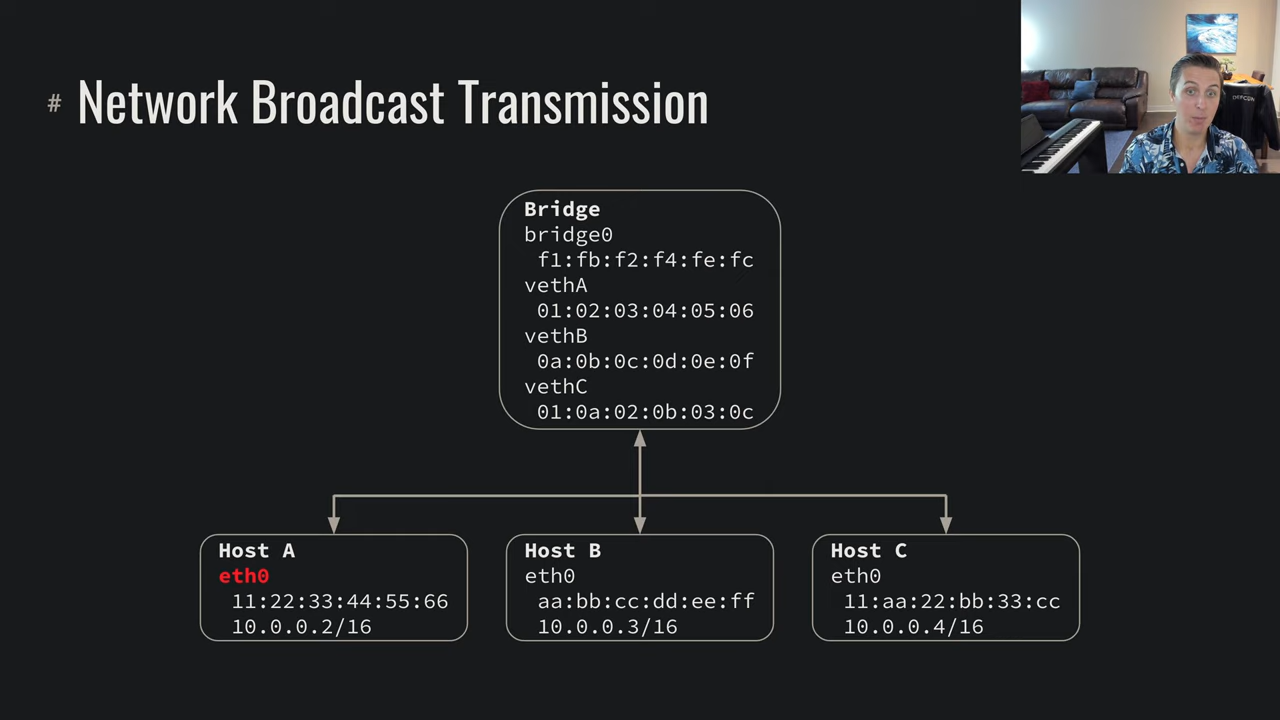 # Network Broadcast Transmission
DEFCON
Bridge
bridge0
f1:fb:f2:f4:fe:fc
vethA
01:02:03:04:05:06
vethB
0a:0b:0c:0d:0e:0f
vethC
01:0a:02:0b:03:0c
Host A
eth0
11:22:33:44:55:66
10.0.0.2/16
Host B
eth0
aa:bb:cc:dd:ee:ff
10.0.0.3/16
Host C
eth0
11:aa:22:bb:33:cc
10.0.0.4/16